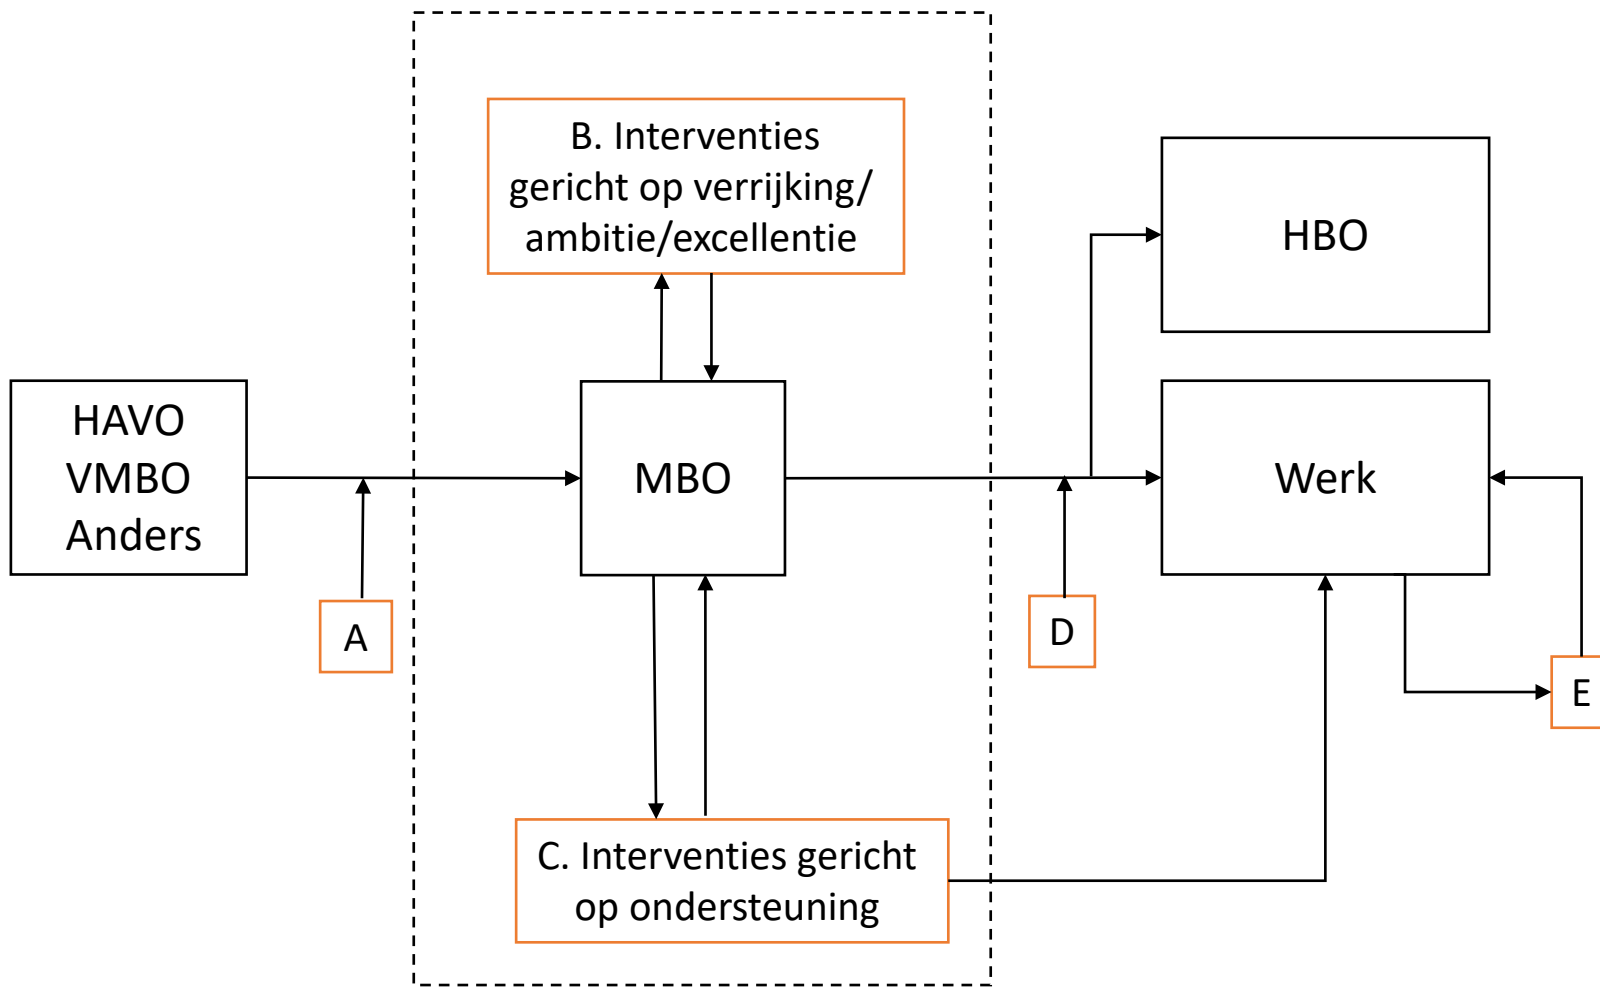 B. Interventies
gericht op verrijking/
ambitie/excellentie
HBO
HAVO
VMBO
Anders
MBO
Werk
A
D
E
C. Interventies gericht
op ondersteuning